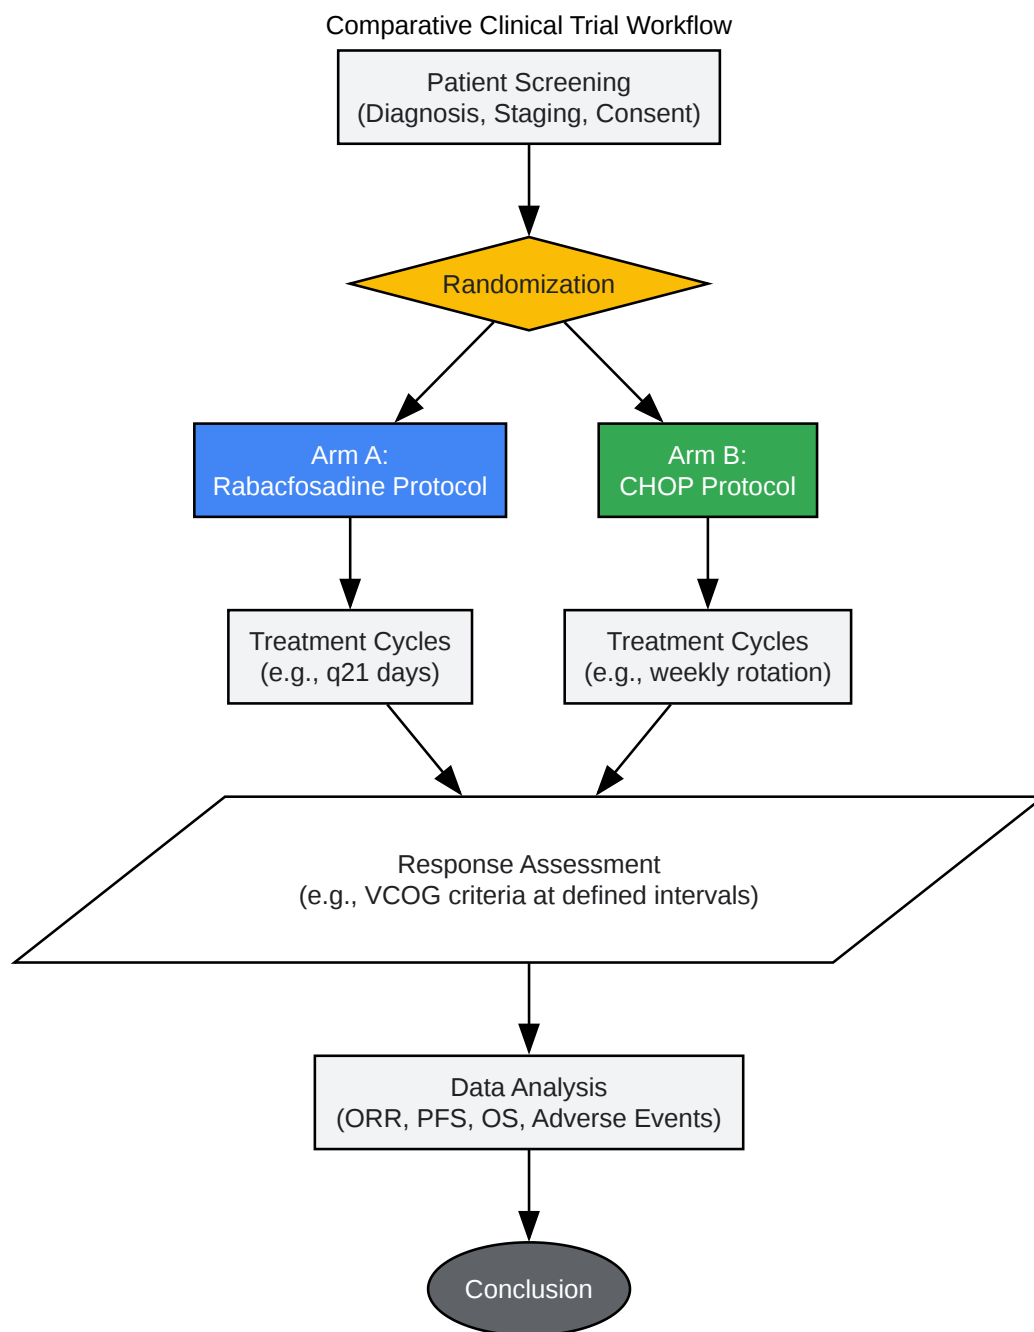 Comparative Clinical Trial Workflow
Patient Screening
(Diagnosis, Staging, Consent)
Randomization
Arm A:
Rabacfosadine Protocol
Arm B:
CHOP Protocol
Treatment Cycles
(e.g., q21 days)
Treatment Cycles
(e.g., weekly rotation)
Response Assessment
(e.g., VCOG criteria at defined intervals)
Data Analysis
(ORR, PFS, OS, Adverse Events)
Conclusion